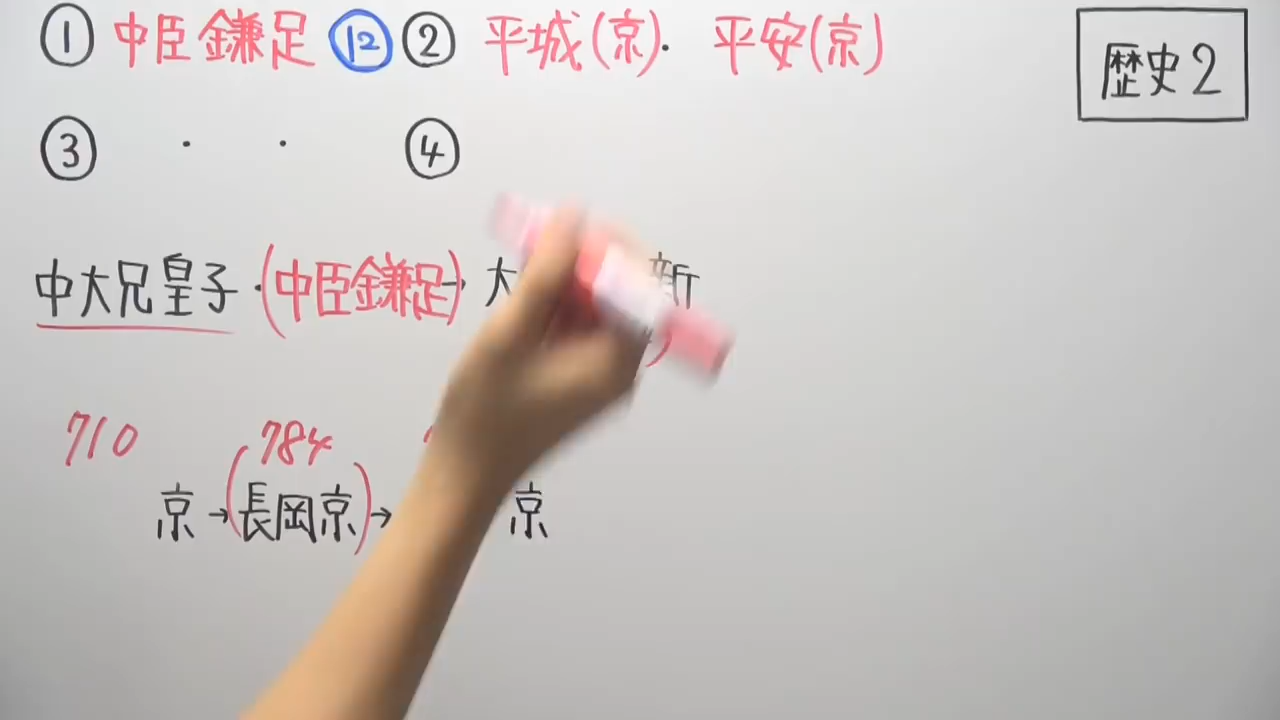 ① 中臣鎌足 ⑫ ② 平城(京)・平安(京)
歴史2
③ ・ ・ ④
中大兄皇子・(中臣鎌足)→ 大 新
710 784
京→(長岡京)→ 京